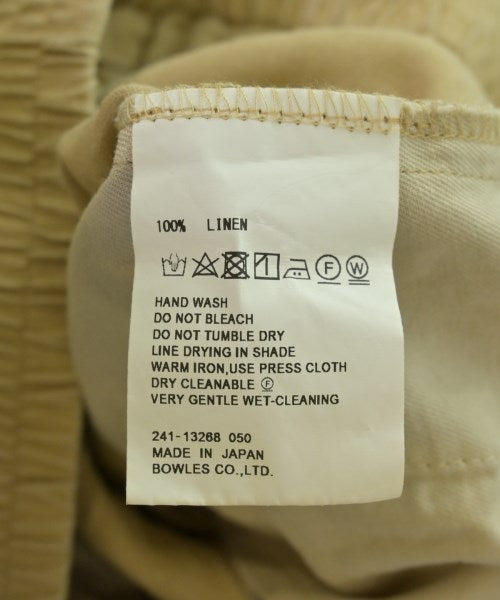 100% LINEN
F W
HAND WASH
DO NOT BLEACH
DO NOT TUMBLE DRY
LINE DRYING IN SHADE
WARM IRON,USE PRESS CLOTH
DRY CLEANABLE Ⓕ
VERY GENTLE WET-CLEANING
241-13268 050
MADE IN JAPAN
BOWLES CO.,LTD.